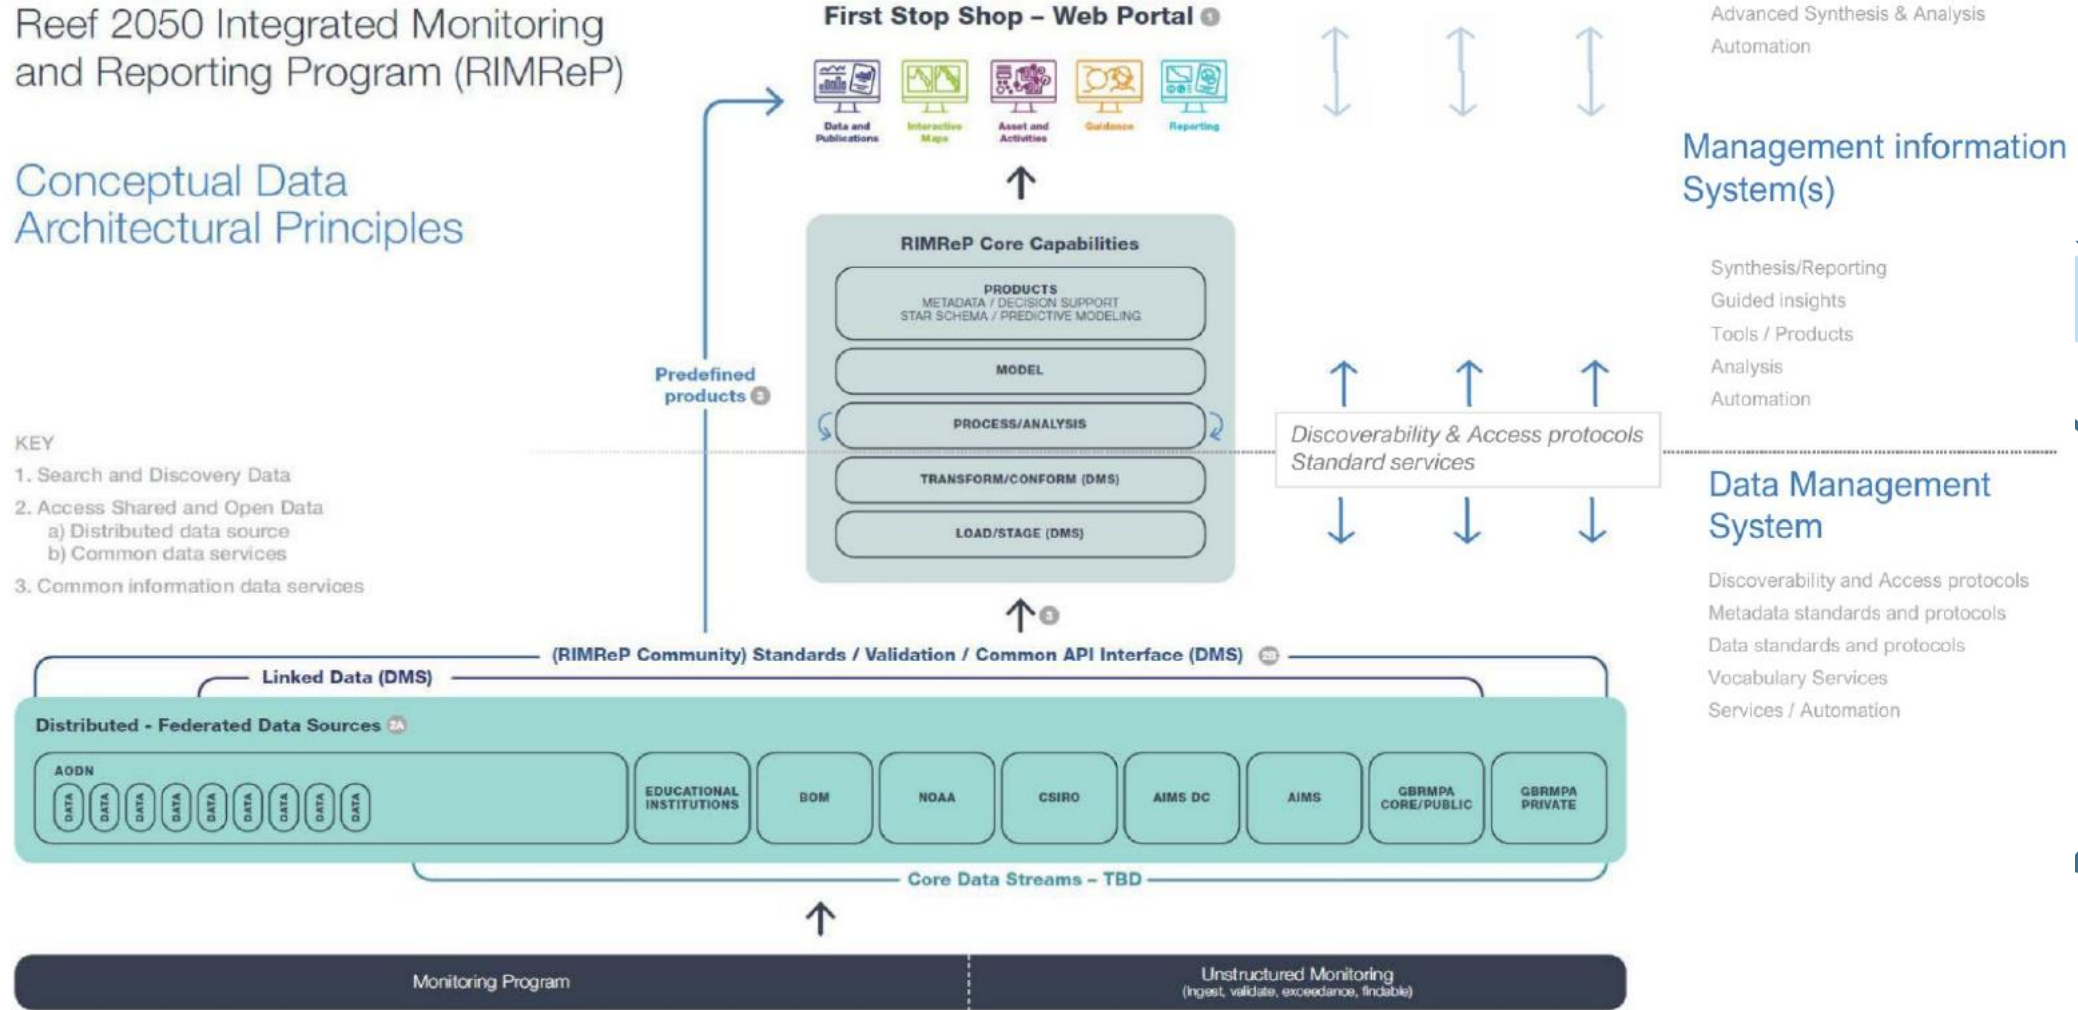 Reef 2050 Integrated Monitoring
and Reporting Program (RIMReP)
Conceptual Data
Architectural Principles
KEY
1. Search and Discovery Data
2. Access Shared and Open Data
a) Distributed data source
b) Common data services
3. Common information data services
First Stop Shop – Web Portal 1
Data and
Publications
Interactive
Maps
Asset and
Activities
Guidance
Reporting
Predefined
products 3
RIMReP Core Capabilities
PRODUCTS
METADATA / DECISION SUPPORT
STAR SCHEMA / PREDICTIVE MODELING
MODEL
PROCESS/ANALYSIS
TRANSFORM/CONFORM (DMS)
LOAD/STAGE (DMS)
3
Discoverability & Access protocols
Standard services
Advanced Synthesis & Analysis
Automation
Management information
System(s)
Synthesis/Reporting
Guided insights
Tools / Products
Analysis
Automation
Data Management
System
Discoverability and Access protocols
Metadata standards and protocols
Data standards and protocols
Vocabulary Services
Services / Automation
(RIMReP Community) Standards / Validation / Common API Interface (DMS) 2B
Linked Data (DMS)
Distributed - Federated Data Sources 2A
AODN
DATA
DATA
DATA
DATA
DATA
DATA
DATA
DATA
DATA
EDUCATIONAL
INSTITUTIONS
BOM
NOAA
CSIRO
AIMS DC
AIMS
GBRMPA
CORE/PUBLIC
GBRMPA
PRIVATE
Core Data Streams – TBD
Monitoring Program
Unstructured Monitoring
(ingest, validate, exceedance, findable)